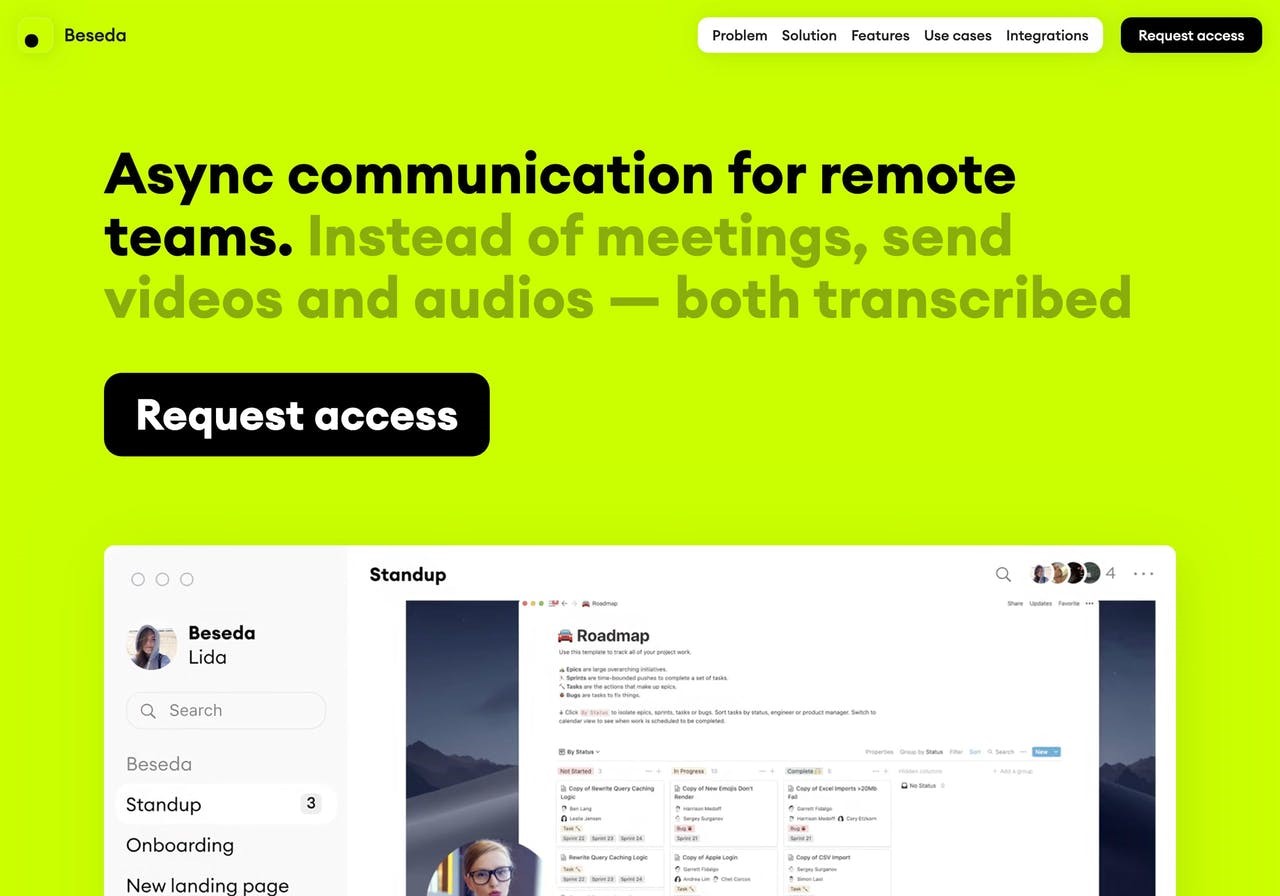 Beseda
Problem Solution Features Use cases Integrations
Request access
Async communication for remote
teams. Instead of meetings, send
videos and audios — both transcribed
Request access
Standup
4
Beseda
Lida
Search
Beseda
Standup 3
Onboarding
New landing page
Roadmap
Share Updates Favorite
Roadmap
Use this template to track all of your project work.
Epics are large overarching initiatives.
Sprints are time-bounded pushes to complete a set of tasks.
Tasks are the actions that make up epics.
Bugs are tasks to fix things.
↓ Click By Status to isolate epics, sprints, tasks or bugs. Sort tasks by status, engineer or product manager. Switch to
calendar view to see when work is scheduled to be completed.
By Status
Properties Group by Status Filter Sort Search New
Not Started 3
In Progress 10
Complete 5
Hidden columns
+ Add a group
No Status 0
Copy of Rewrite Query Caching
Logic
Ben Lang
Leslie Jensen
Task
Sprint 22 Sprint 23 Sprint 24
Rewrite Query Caching Logic
Task
Sprint 22 Sprint 23 Sprint 24
Copy of New Emojis Don't
Render
Harrison Medoff
Sergey Surganov
Bug
Sprint 21
Copy of Apple Login
Garrett Fidalgo
Andrea Lim Chet Corcos
Task
Copy of Excel Imports >20Mb
Fail
Garrett Fidalgo
Harrison Medoff Cory Etzkorn
Bug
Sprint 21
Copy of CSV Import
Sergey Surganov
Simon Last
Task